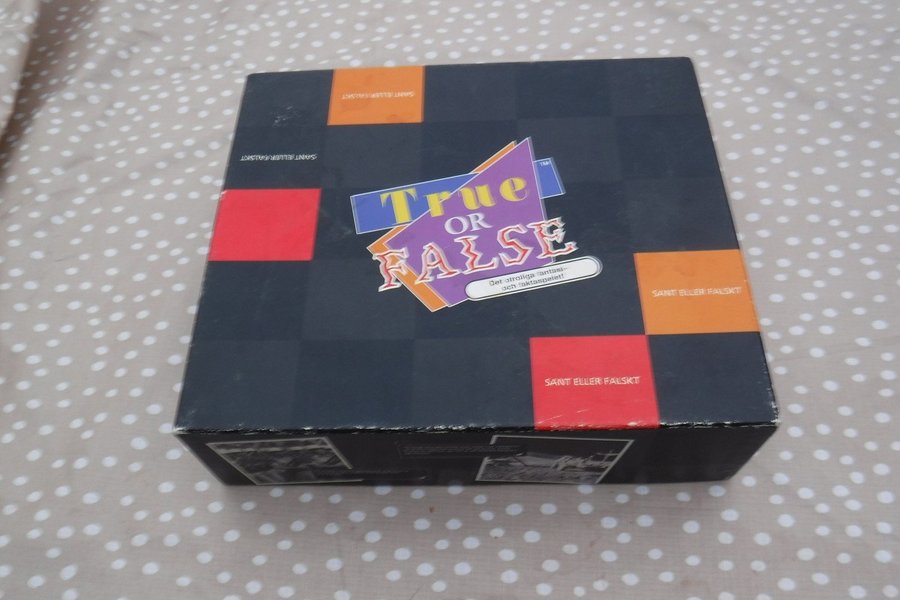 SANT ELLER FALSKT
SANT ELLER FALSKT
True
TM
OR
FALSE
Det otroliga fantasi-
och faktaspelet!
SANT ELLER FALSKT
SANT ELLER FALSKT